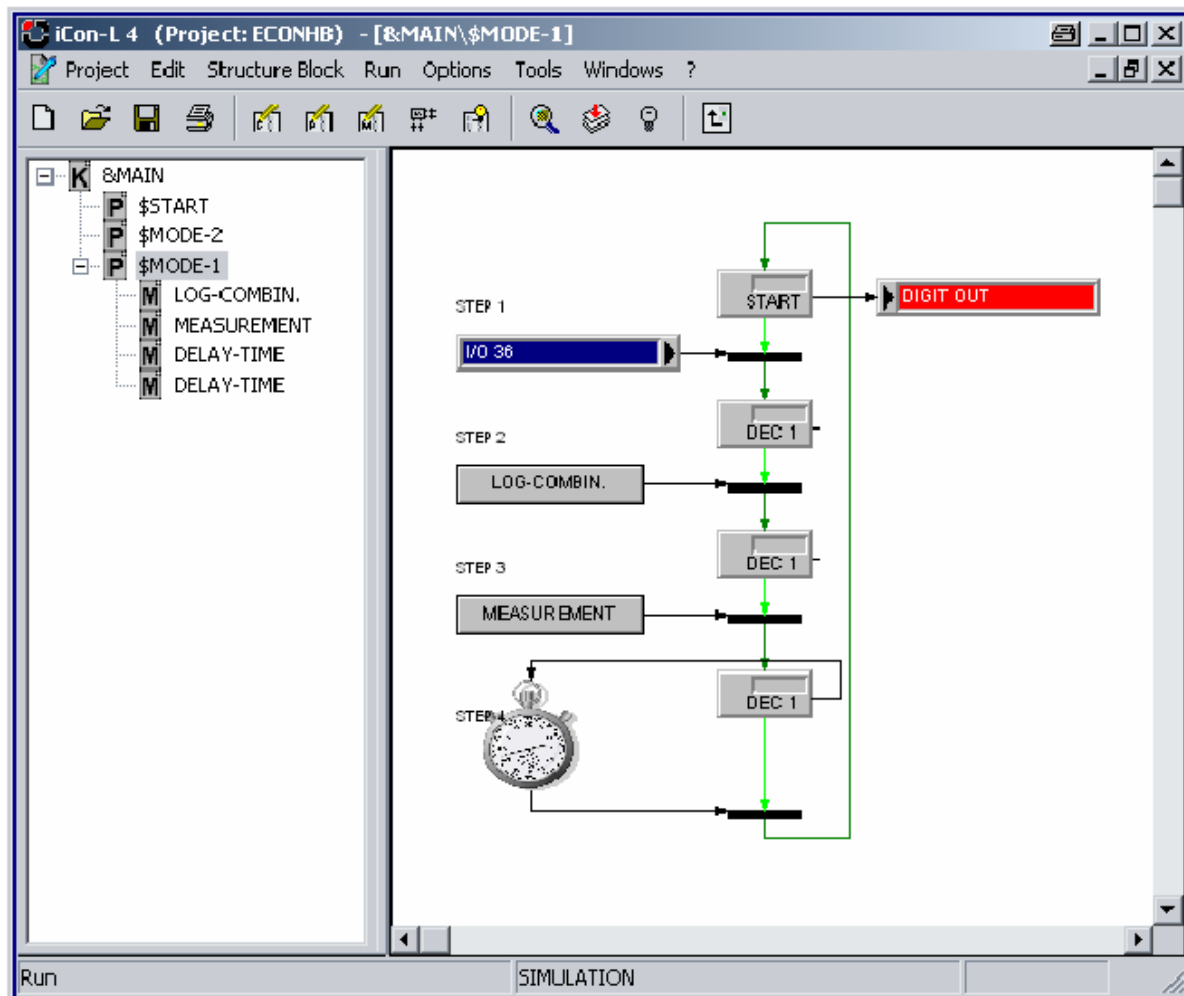 iCon-L 4 (Project: ECONHB) - [&MAIN\$MODE-1]
Project Edit Structure Block Run Options Tools Windows ?
K &MAIN
P $START
P $MODE-2
P $MODE-1
M LOG-COMBIN.
M MEASUREMENT
M DELAY-TIME
M DELAY-TIME
START
DIGIT OUT
STEP 1
I/O 36
DEC 1
STEP 2
LOG-COMBIN.
DEC 1
STEP 3
MEASUREMENT
DEC 1
STEP 4
Run SIMULATION